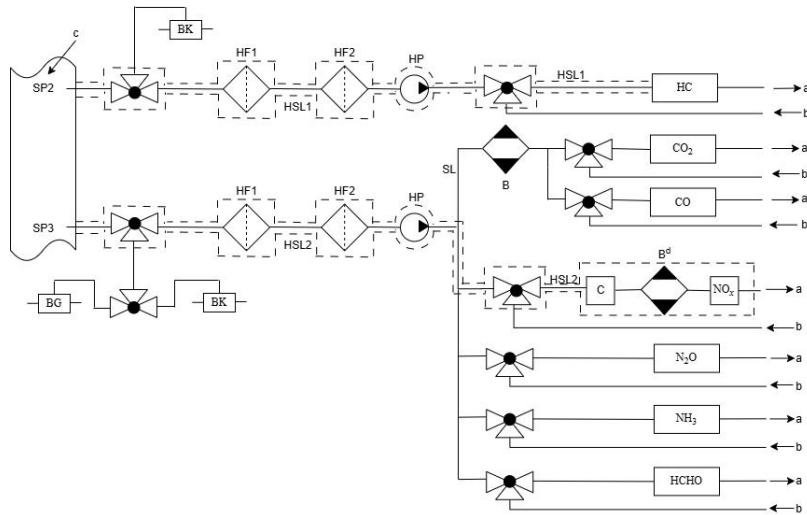 c
BK
HF1
HF2
HP
SP2
HSL1
HSL1
HC
a
b
SL
B
CO₂
a
b
CO
a
b
HF1
HF2
HP
SP3
HSL2
BG
BK
Bᵈ
HSL2
C
NOₓ
a
b
N₂O
a
b
NH₃
a
b
HCHO
a
b